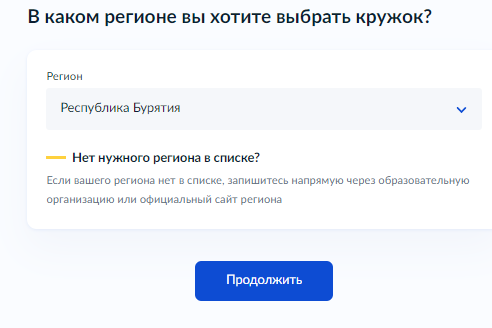 В каком регионе вы хотите выбрать кружок?
Регион
Республика Бурятия
Нет нужного региона в списке?
Если вашего региона нет в списке, запишитесь напрямую через образовательную
организацию или официальный сайт региона
Продолжить